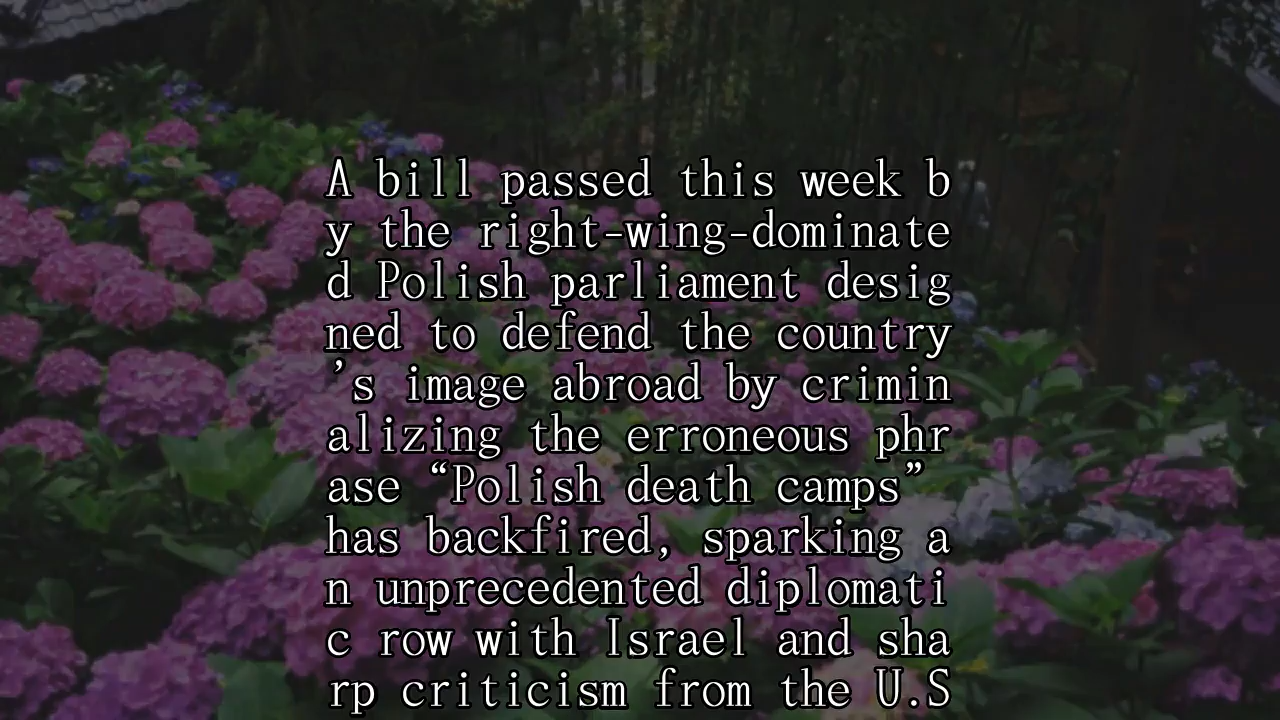 A bill passed this week b
y the right-wing-dominate
d Polish parliament desig
ned to defend the country
’s image abroad by crimin
alizing the erroneous phr
ase “Polish death camps”
has backfired, sparking a
n unprecedented diplomati
c row with Israel and sha
rp criticism from the U.S